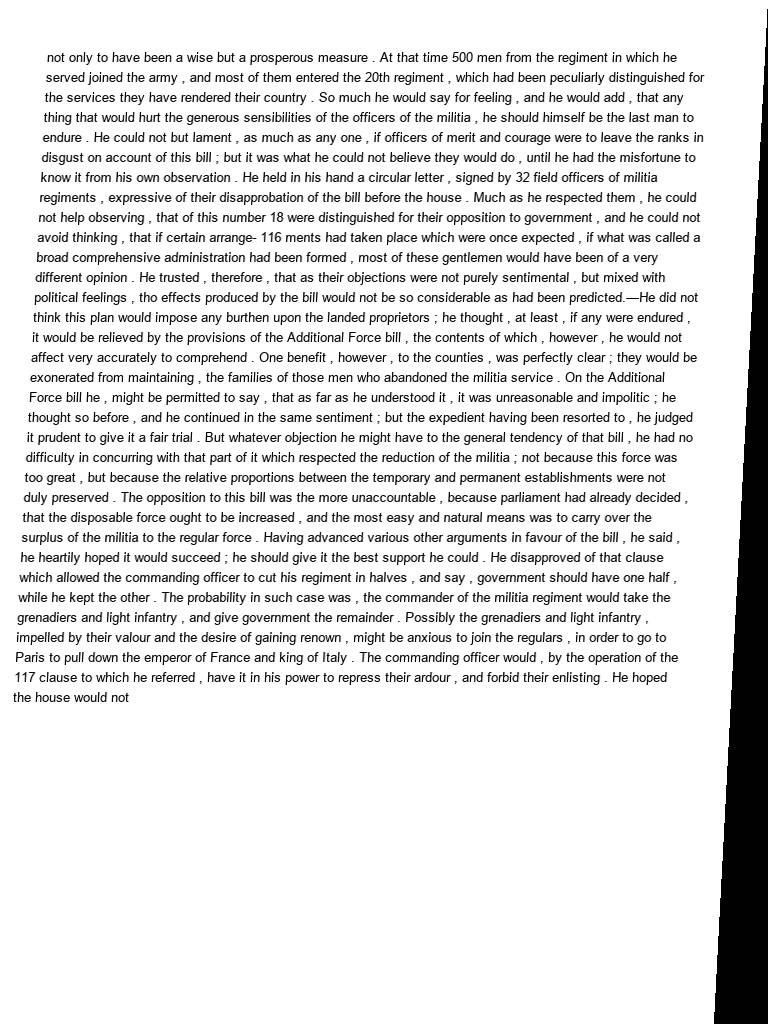 not only to have been a wise but a prosperous measure . At that time 500 men from the regiment in which he
served joined the army , and most of them entered the 20th regiment , which had been peculiarly distinguished for
the services they have rendered their country . So much he would say for feeling , and he would add , that any
thing that would hurt the generous sensibilities of the officers of the militia , he should himself be the last man to
endure . He could not but lament , as much as any one , if officers of merit and courage were to leave the ranks in
disgust on account of this bill ; but it was what he could not believe they would do , until he had the misfortune to
know it from his own observation . He held in his hand a circular letter , signed by 32 field officers of militia
regiments , expressive of their disapprobation of the bill before the house . Much as he respected them , he could
not help observing , that of this number 18 were distinguished for their opposition to government , and he could not
avoid thinking , that if certain arrange- 116 ments had taken place which were once expected , if what was called a
broad comprehensive administration had been formed , most of these gentlemen would have been of a very
different opinion . He trusted , therefore , that as their objections were not purely sentimental , but mixed with
political feelings , tho effects produced by the bill would not be so considerable as had been predicted.—He did not
think this plan would impose any burthen upon the landed proprietors ; he thought , at least , if any were endured ,
it would be relieved by the provisions of the Additional Force bill , the contents of which , however , he would not
affect very accurately to comprehend . One benefit , however , to the counties , was perfectly clear ; they would be
exonerated from maintaining , the families of those men who abandoned the militia service . On the Additional
Force bill he , might be permitted to say , that as far as he understood it , it was unreasonable and impolitic ; he
thought so before , and he continued in the same sentiment ; but the expedient having been resorted to , he judged
it prudent to give it a fair trial . But whatever objection he might have to the general tendency of that bill , he had no
difficulty in concurring with that part of it which respected the reduction of the militia ; not because this force was
too great , but because the relative proportions between the temporary and permanent establishments were not
duly preserved . The opposition to this bill was the more unaccountable , because parliament had already decided ,
that the disposable force ought to be increased , and the most easy and natural means was to carry over the
surplus of the militia to the regular force . Having advanced various other arguments in favour of the bill , he said ,
he heartily hoped it would succeed ; he should give it the best support he could . He disapproved of that clause
which allowed the commanding officer to cut his regiment in halves , and say , government should have one half ,
while he kept the other . The probability in such case was , the commander of the militia regiment would take the
grenadiers and light infantry , and give government the remainder . Possibly the grenadiers and light infantry ,
impelled by their valour and the desire of gaining renown , might be anxious to join the regulars , in order to go to
Paris to pull down the emperor of France and king of Italy . The commanding officer would , by the operation of the
117 clause to which he referred , have it in his power to repress their ardour , and forbid their enlisting . He hoped
the house would not